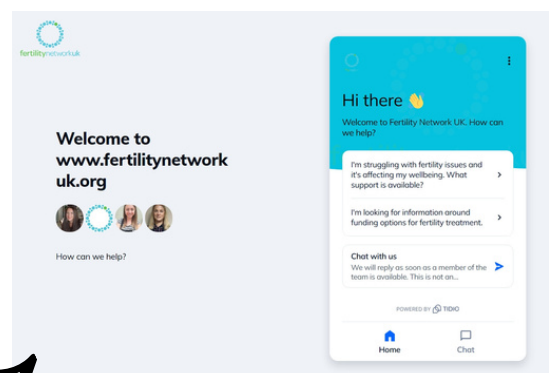 fertilitynetworkuk
Welcome to
www.fertilitynetwork
uk.org
How can we help?
Hi there 👋
Welcome to Fertility Network UK. How can
we help?
I'm struggling with fertility issues and
it's affecting my wellbeing. What
support is available?
I'm looking for information around
funding options for fertility treatment.
Chat with us
We will reply as soon as a member of the
team is available. This is not an...
POWERED BY TIDIO
Home
Chat